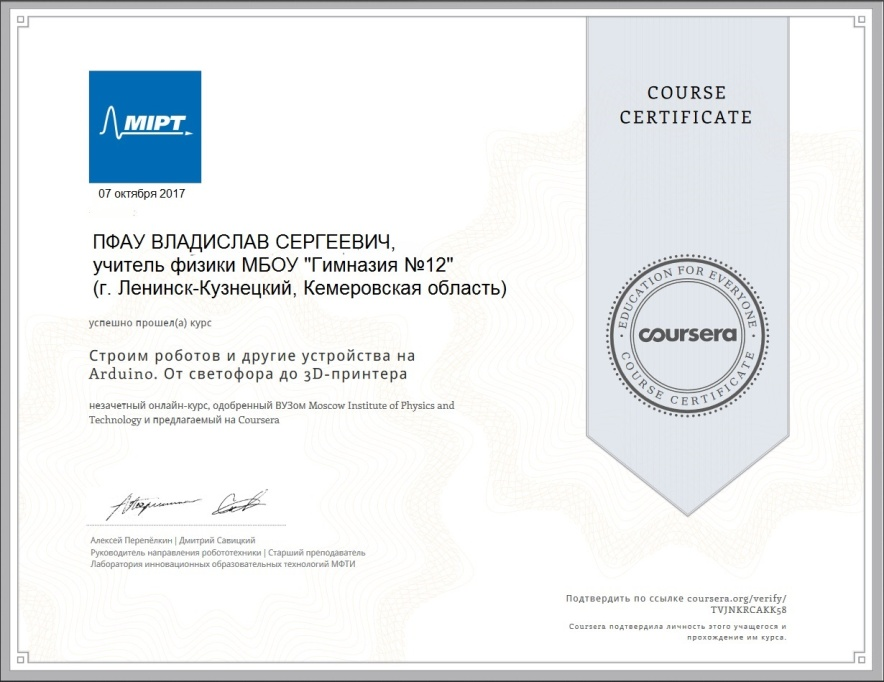 MIPT
07 октября 2017
ПФАУ ВЛАДИСЛАВ СЕРГЕЕВИЧ,
учитель физики МБОУ "Гимназия №12"
(г. Ленинск-Кузнецкий, Кемеровская область)
успешно прошел(а) курс
Строим роботов и другие устройства на
Arduino. От светофора до 3D-принтера
незачетный онлайн-курс, одобренный ВУЗом Moscow Institute of Physics and
Technology и предлагаемый на Coursera
Алексей Перепёлкин | Дмитрий Савицкий
Руководитель направления робототехники | Старший преподаватель
Лаборатория инновационных образовательных технологий МФТИ
COURSE
CERTIFICATE
EDUCATION FOR EVERYONE
coursera
COURSE CERTIFICATE
Подтвердить по ссылке coursera.org/verify/
TVJNKRCAKK58
Coursera подтвердила личность этого учащегося и
прохождение им курса.